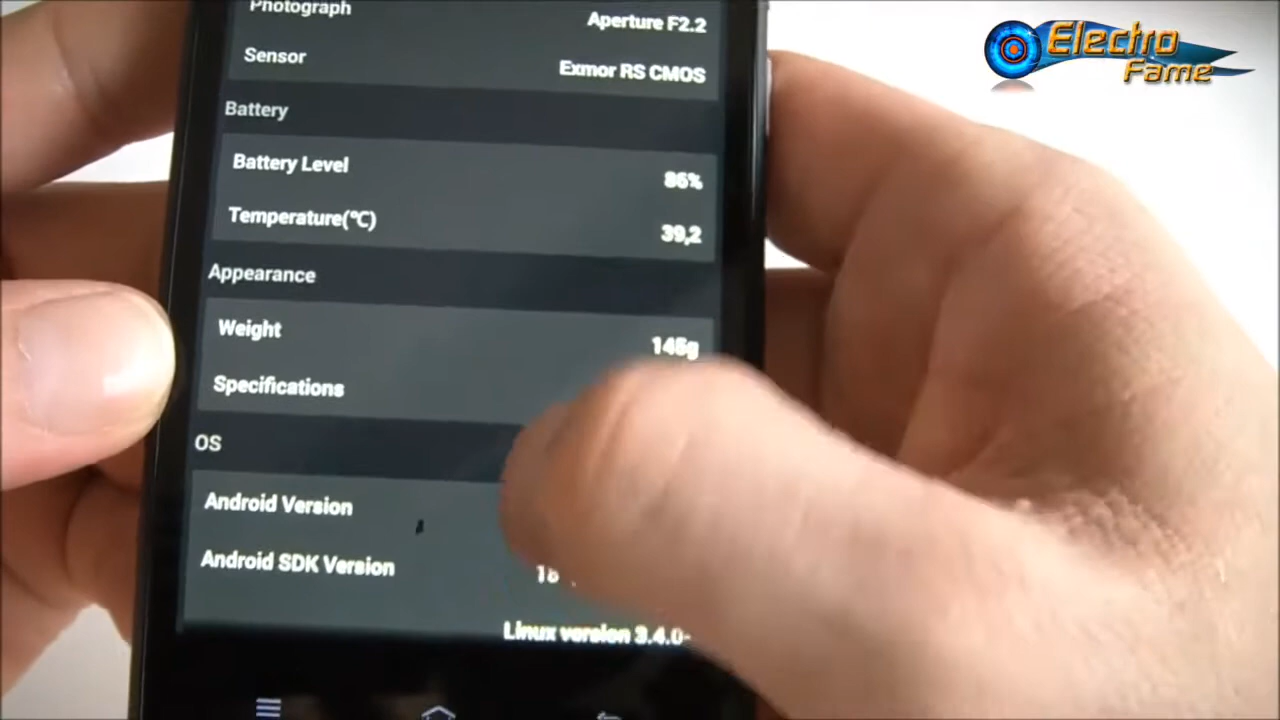 Electro
Fame
Photograph
Aperture F2.2
Sensor
Exmor RS CMOS
Battery
Battery Level
86%
Temperature(℃)
39,2
Appearance
Weight
145g
Specifications
OS
Android Version
Android SDK Version
18
Linux version 3.4.0-